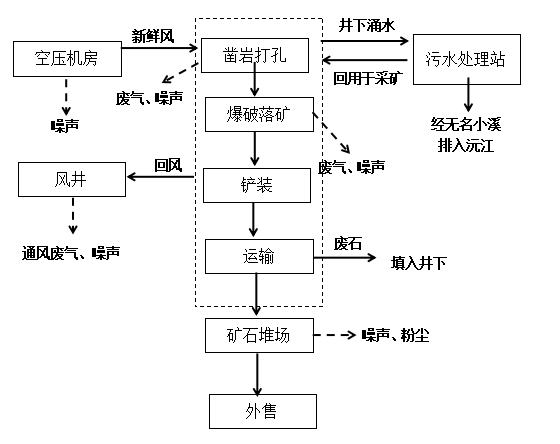 新鲜风
井下涌水
空压机房
凿岩打孔
污水处理站
回用于采矿
废气、噪声
噪声
爆破落矿
经无名小溪
排入沅江
废气、噪声
回风
风井
铲装
废石
通风废气、噪声
运输
填入井下
矿石堆场
噪声、粉尘
外售